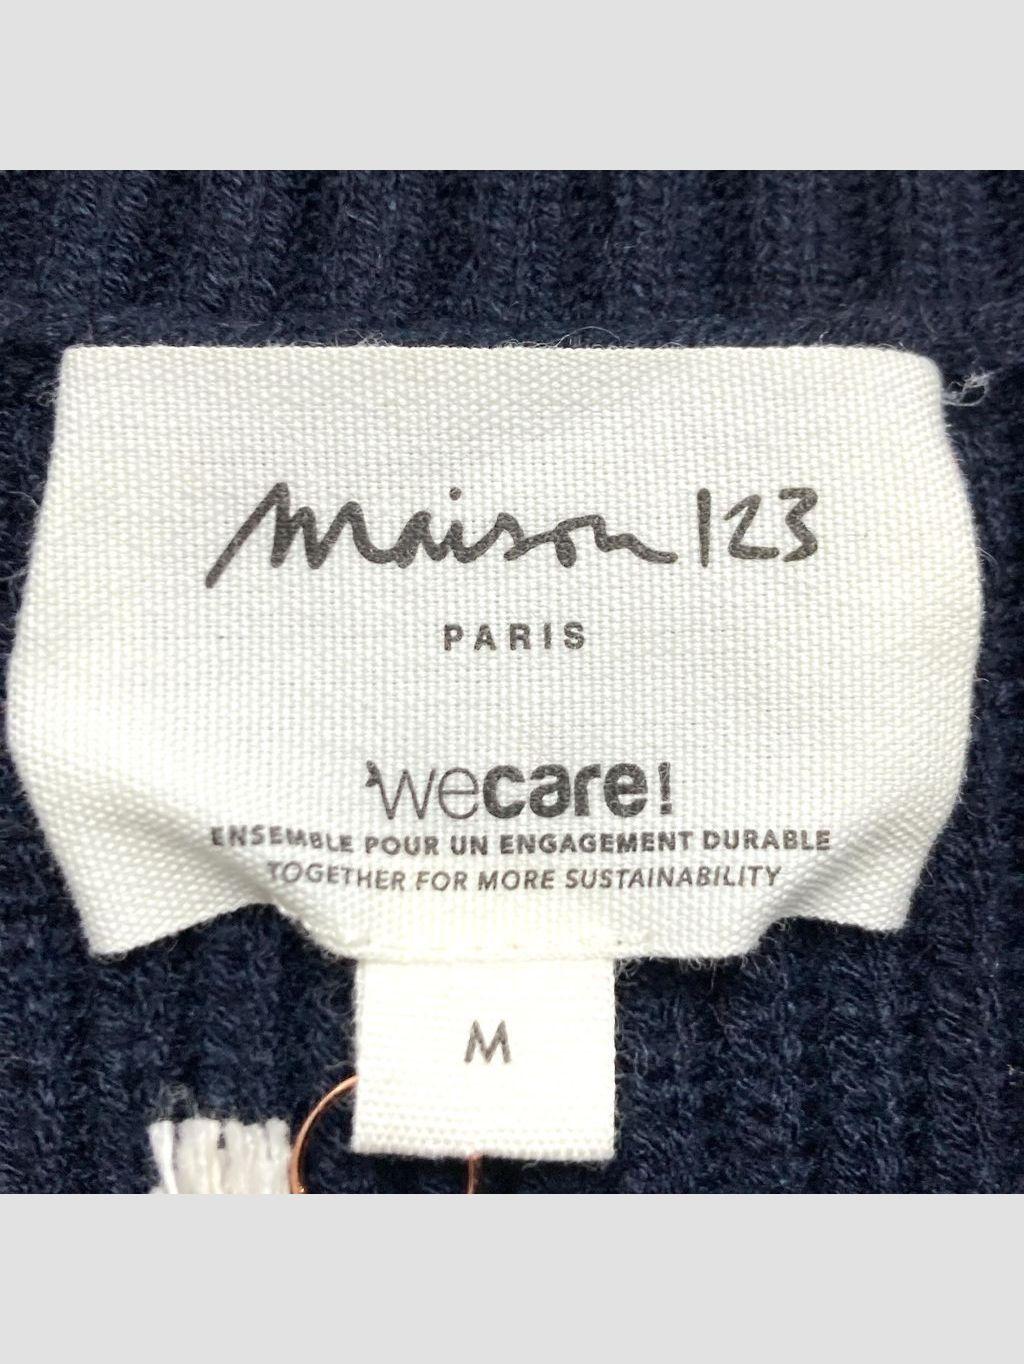 maison 123
PARIS
wecare!
ENSEMBLE POUR UN ENGAGEMENT DURABLE
TOGETHER FOR MORE SUSTAINABILITY
M